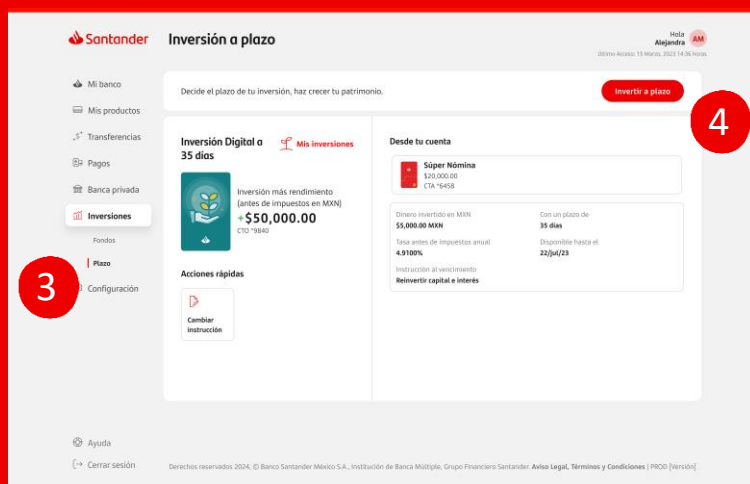 Santander
Inversión a plazo
Hola
Alejandra
AM
Último Acceso: 15 Marzo, 2023 14:36 horas
Mi banco
Mis productos
Transferencias
Pagos
Banca privada
Inversiones
Fondos
Plazo
Configuración
3
Decide el plazo de tu inversión, haz crecer tu patrimonio.
Invertir a plazo
4
Inversión Digital a
35 días
Mis inversiones
Inversión más rendimiento
(antes de impuestos en MXN)
+$50,000.00
CTO *9840
Acciones rápidas
Cambiar
instrucción
Desde tu cuenta
Súper Nómina
$20,000.00
CTA *6458
Dinero invertido en MXN
$5,000.00 MXN
Con un plazo de
35 días
Tasa antes de impuestos anual
4.9100%
Disponible hasta el
22/jul/23
Instrucción al vencimiento
Reinvertir capital e interés
Ayuda
Cerrar sesión
Derechos reservados 2024, © Banco Santander México S.A., Institución de Banca Múltiple, Grupo Financiero Santander. Aviso Legal, Términos y Condiciones | PROD [Versión]